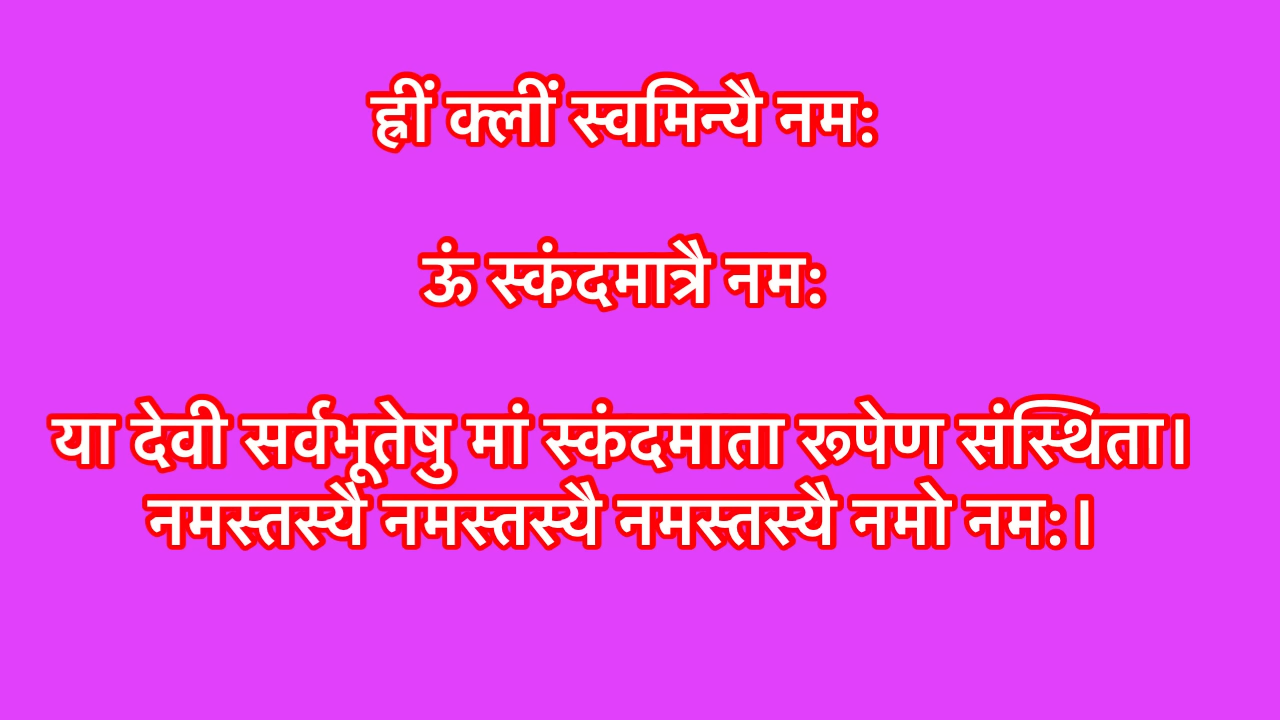 ह्रीं क्लीं स्वमिन्यै नम:
ऊं स्कंदमात्रै नम:
या देवी सर्वभूतेषु मां स्कंदमाता रूपेण संस्थिता।
नमस्तस्यै नमस्तस्यै नमस्तस्यै नमो नम:।